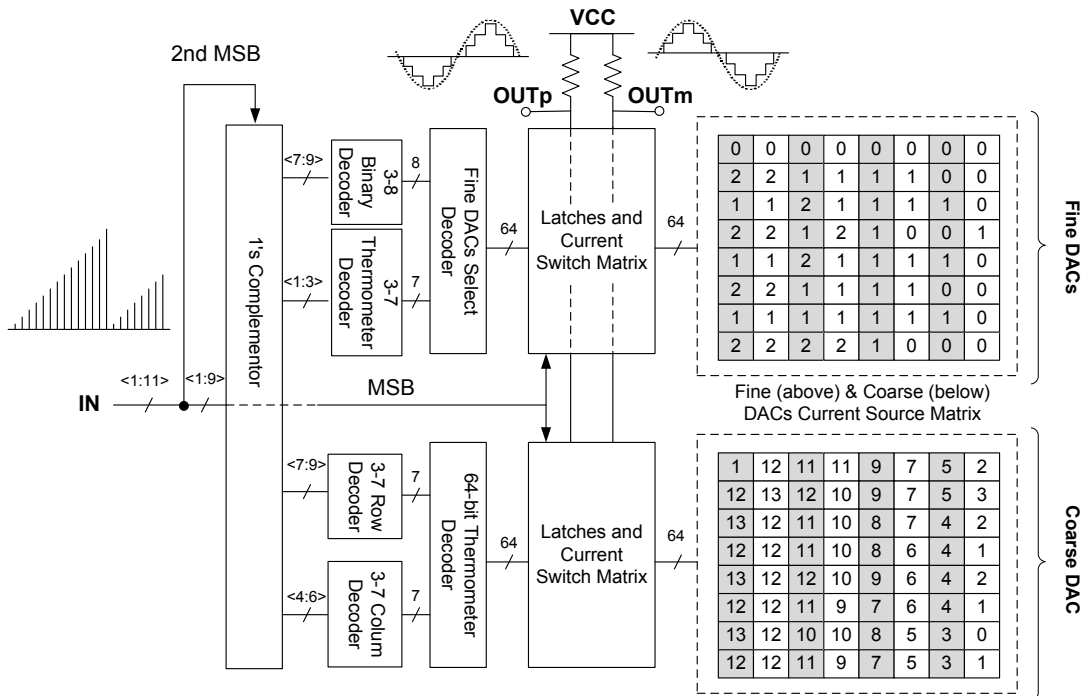 VCC
2nd MSB
OUTp
OUTm
<7:9>
3-8
Binary
Decoder
8
<1:3>
3-7
Thermometer
Decoder
7
Fine DACs Select
Decoder
64
Latches and
Current
Switch Matrix
64
0 0 0 0 0 0 0 0
2 2 1 1 1 1 0 0
1 1 2 1 1 1 1 0
2 2 1 2 1 0 0 1
1 1 2 1 1 1 1 0
2 2 1 1 1 1 0 0
1 1 1 1 1 1 1 0
2 2 2 2 1 0 0 0
Fine DACs
1's Complementor
<1:11>
<1:9>
IN
MSB
Fine (above) & Coarse (below)
DACs Current Source Matrix
<7:9>
3-7 Row
Decoder
7
<4:6>
3-7 Colum
Decoder
7
64-bit Thermometer
Decoder
64
Latches and
Current
Switch Matrix
64
1 12 11 11 9 7 5 2
12 13 12 10 9 7 5 3
13 12 11 10 8 7 4 2
12 12 11 10 8 6 4 1
13 12 12 10 9 6 4 2
12 12 11 9 7 6 4 1
13 12 10 10 8 5 3 0
12 12 11 9 7 5 3 1
Coarse DAC